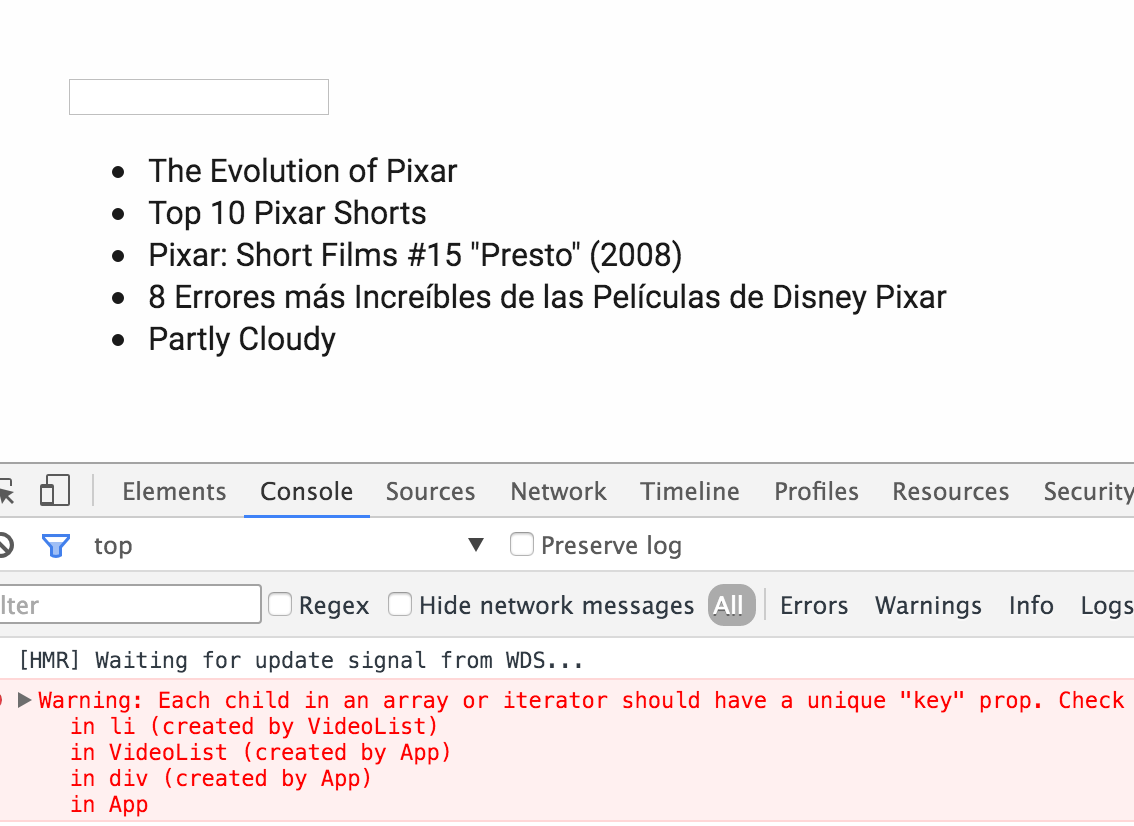 The Evolution of Pixar
Top 10 Pixar Shorts
Pixar: Short Films #15 "Presto" (2008)
8 Errores más Increíbles de las Películas de Disney Pixar
Partly Cloudy
Elements Console Sources Network Timeline Profiles Resources Security
top ▼ Preserve log
lter Regex Hide network messages All Errors Warnings Info Logs
[HMR] Waiting for update signal from WDS...
▶Warning: Each child in an array or iterator should have a unique "key" prop. Check
in li (created by VideoList)
in VideoList (created by App)
in div (created by App)
in App